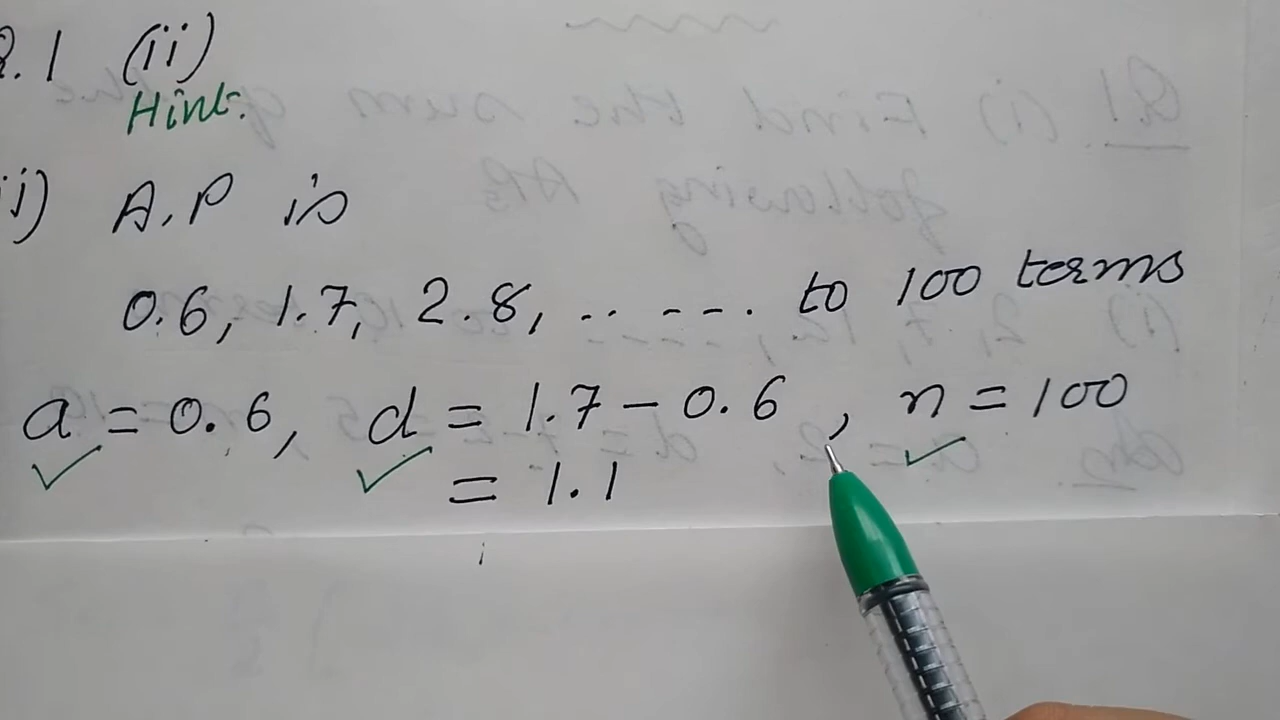 Q.1 (ii)
Hint:
ii) A.P is
0.6, 1.7, 2.8, .. --- . to 100 terms
a = 0.6, d = 1.7 - 0.6 , n = 100
= 1.1